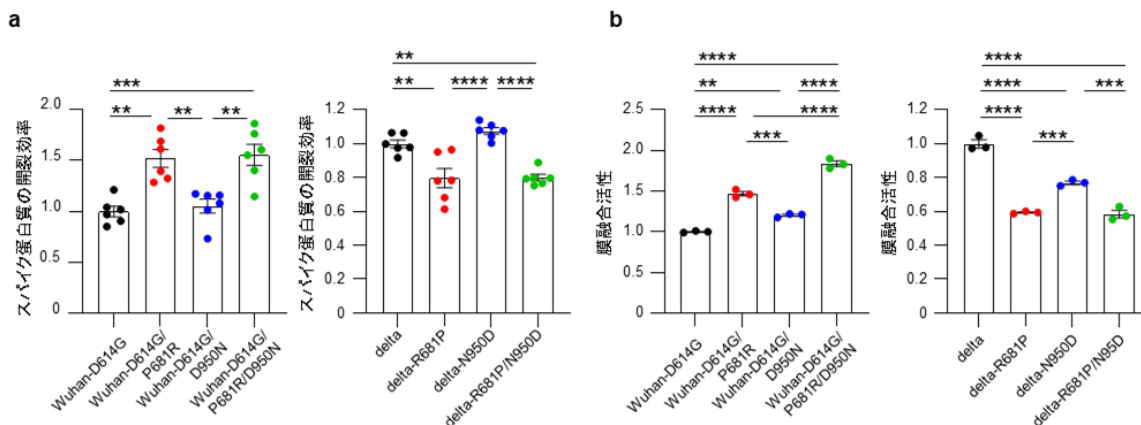 a
スパイク蛋白質の開裂効率
2.0
1.5
1.0
0.5
0
***
**
**
**
Wuhan-D614G
Wuhan-D614G/
P681R
Wuhan-D614G/
D950N
Wuhan-D614G/
P681R/D950N
スパイク蛋白質の開裂効率
1.2
1.0
0.8
0.6
0.4
0.2
0
**
**
****
****
delta
delta-R681P
delta-N950D
delta-R681P/N950D
b
膜融合活性
2.5
2.0
1.5
1.0
0.5
0
****
**
****
****
****
***
Wuhan-D614G
Wuhan-D614G/
P681R
Wuhan-D614G/
D950N
Wuhan-D614G/
P681R/D950N
膜融合活性
1.2
1.0
0.8
0.6
0.4
0.2
0
****
****
***
****
***
delta
delta-R681P
delta-N950D
delta-R681P/N95D